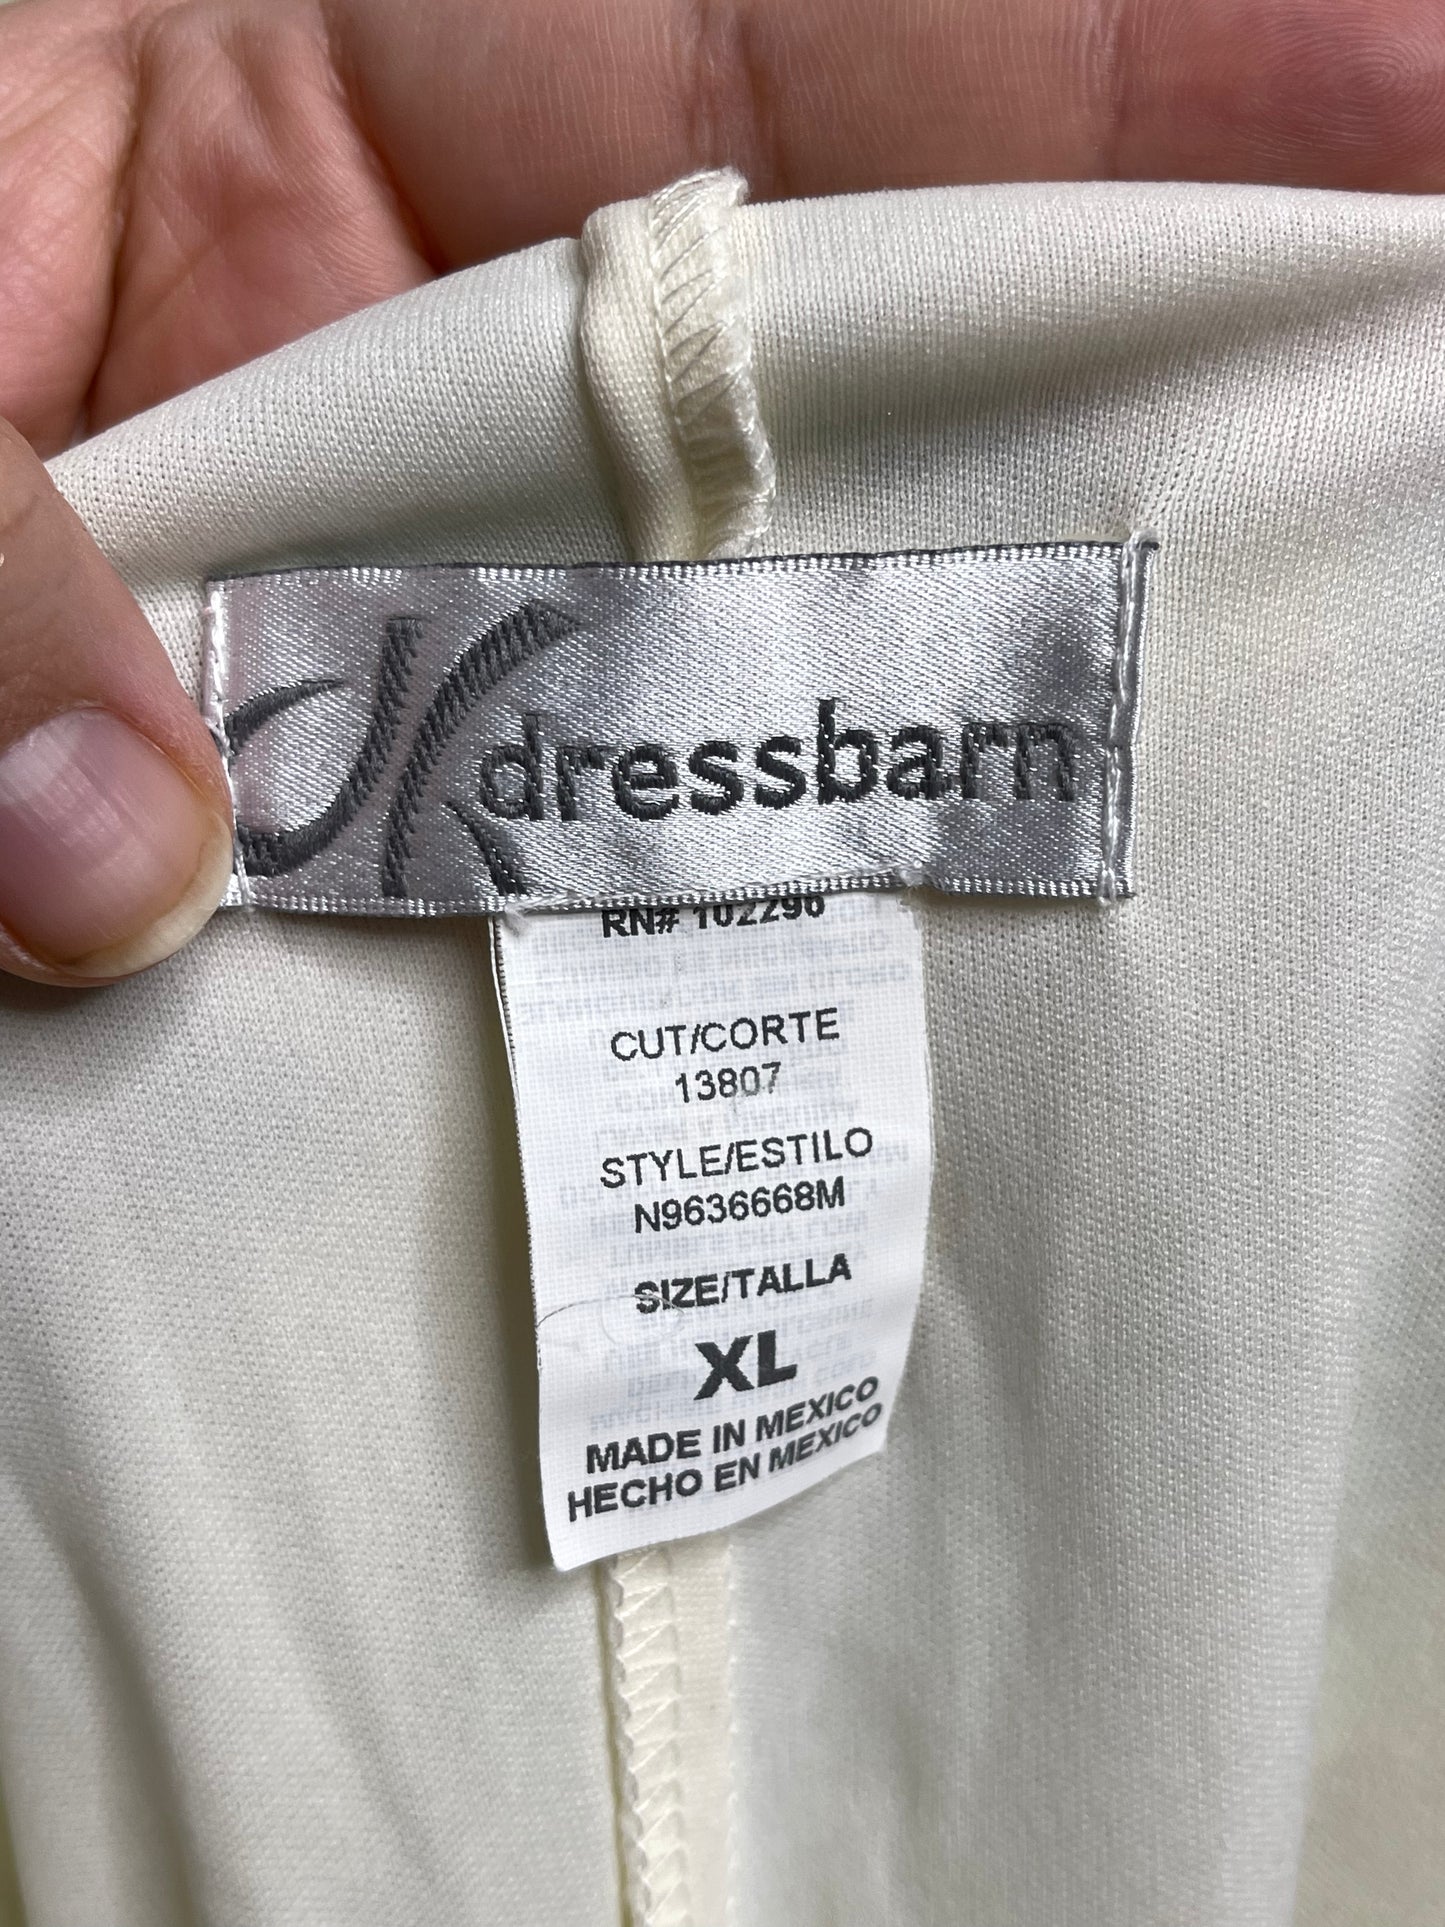 dressbarn
RN# 102296
CUT/CORTE
13807
STYLE/ESTILO
N9636668M
SIZE/TALLA
XL
MADE IN MEXICO
HECHO EN MEXICO